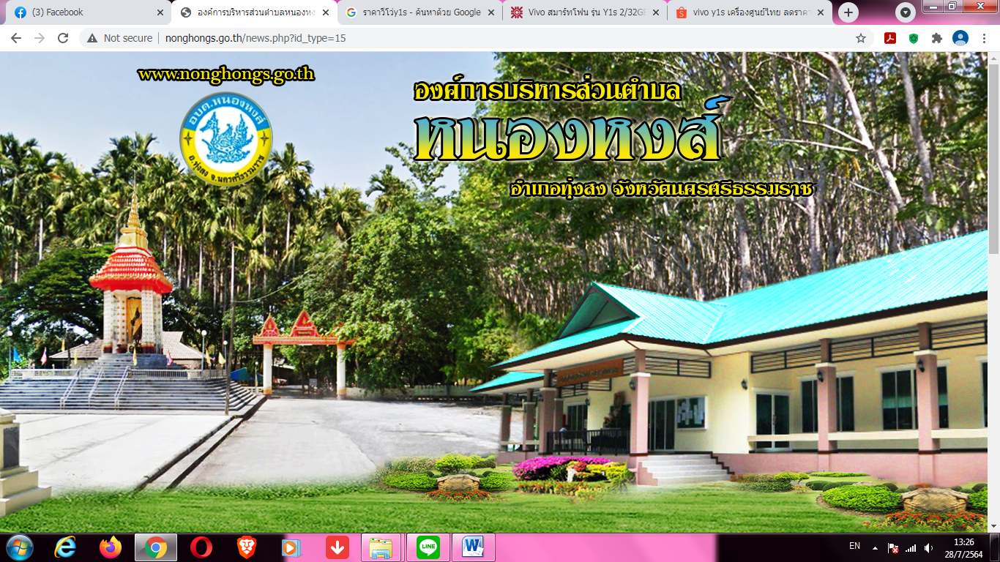 (3) Facebook
องค์การบริหารส่วนตำบลหนองหง
ราคาวีโว่y1s - ค้นหาด้วย Google
Vivo สมาร์ทโฟน รุ่น Y1s 2/32GE
vivo y1s เครื่องศูนย์ไทย ลดราคา
Not secure
nonghongs.go.th/news.php?id_type=15
www.nonghongs.go.th
อบต.หนองหงส์
อ.ทุ่งสง จ.นครศรีธรรมราช
องค์การบริหารส่วนตำบล
หนองหงส์
อำเภอทุ่งสง จังหวัดนครศรีธรรมราช
LINE
EN
13:26
28/7/2564